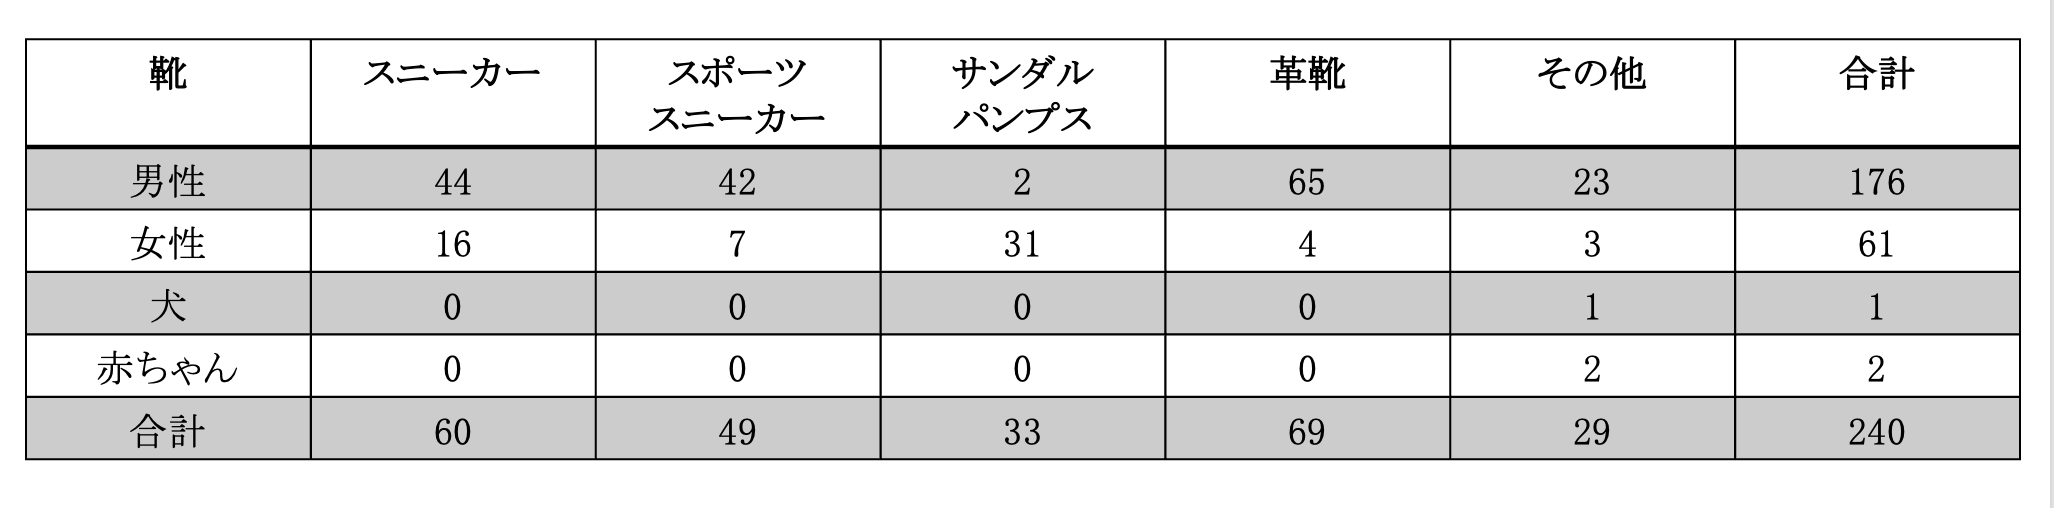 靴 スニーカー スポーツ サンダル 革靴 その他 合計
スニーカー パンプス
男性 44 42 2 65 23 176
女性 16 7 31 4 3 61
犬 0 0 0 0 1 1
赤ちゃん 0 0 0 0 2 2
合計 60 49 33 69 29 240